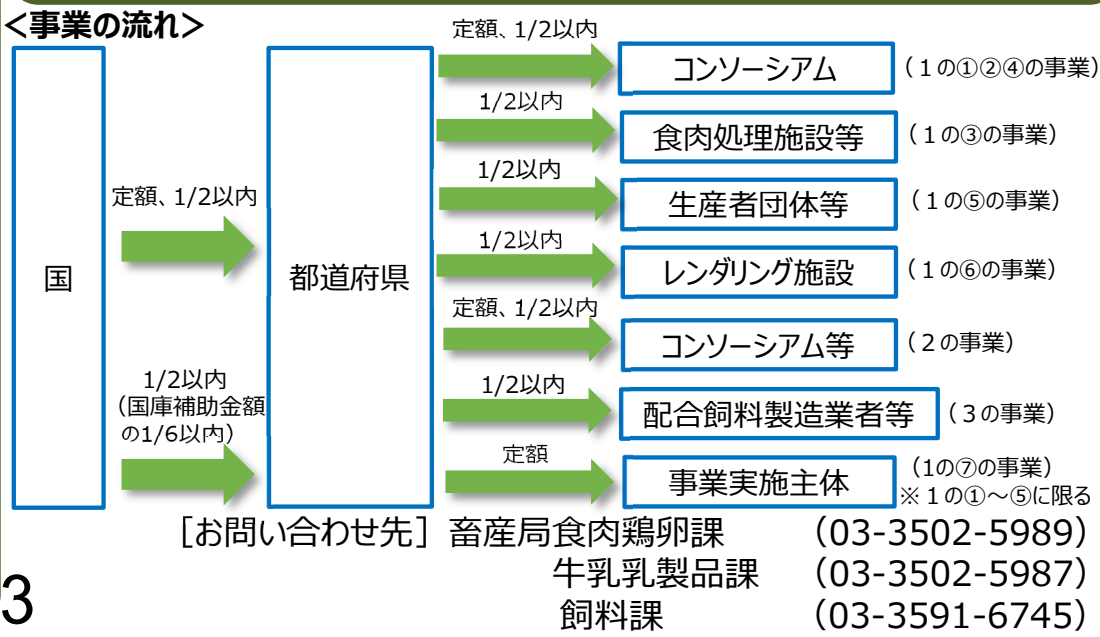 ＜事業の流れ＞
国
定額、1/2以内
1/2以内
（国庫補助金額
の1/6以内）
都道府県
定額、1/2以内
コンソーシアム
（１の①②④の事業）
1/2以内
食肉処理施設等
（１の③の事業）
1/2以内
生産者団体等
（１の⑤の事業）
1/2以内
レンダリング施設
（１の⑥の事業）
定額、1/2以内
コンソーシアム等
（２の事業）
1/2以内
配合飼料製造業者等
（３の事業）
定額
事業実施主体
（1の⑦の事業）
※１の①～⑤に限る
［お問い合わせ先］畜産局食肉鶏卵課　（03-3502-5989）
牛乳乳製品課　（03-3502-5987）
飼料課　（03-3591-6745）
3